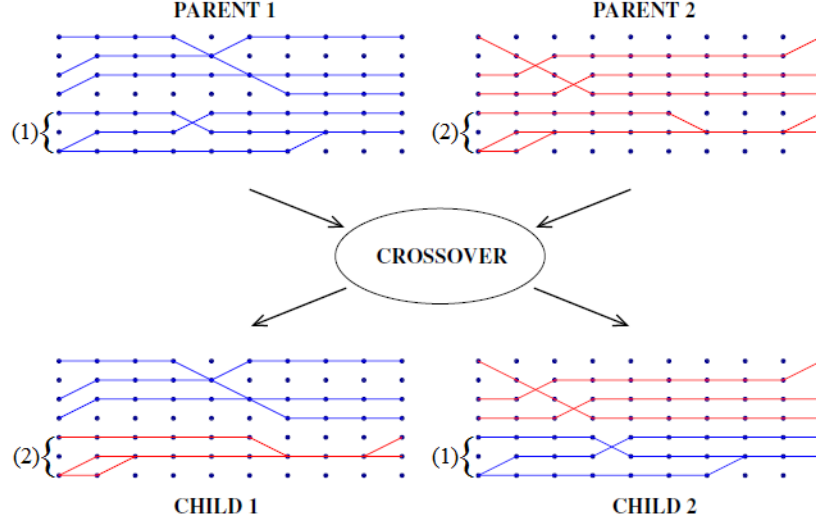 PARENT 1 PARENT 2
(1) (2)
CROSSOVER
(2) (1)
CHILD 1 CHILD 2